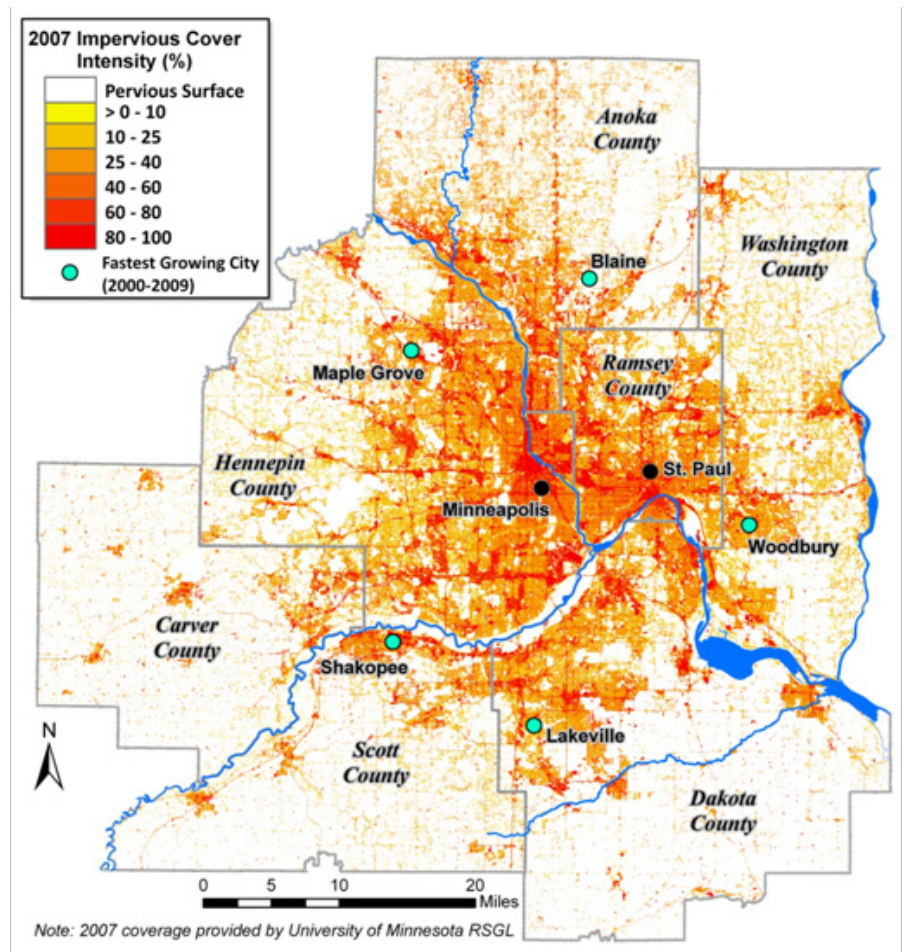 2007 Impervious Cover
Intensity (%)
Pervious Surface
> 0 - 10
10 - 25
25 - 40
40 - 60
60 - 80
80 - 100
Fastest Growing City
(2000-2009)
Anoka
County
Washington
County
Blaine
Ramsey
County
Maple Grove
Hennepin
County
St. Paul
Minneapolis
Woodbury
Carver
County
Shakopee
Lakeville
Scott
County
Dakota
County
N
0 5 10 20
Miles
Note: 2007 coverage provided by University of Minnesota RSGL